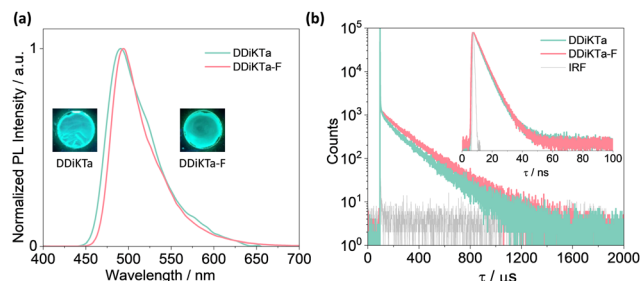 (a)
Normalized PL Intensity / a.u.
1
0
DDiKTa
DDiKTa-F
DDiKTa
DDiKTa-F
400
450
500
550
600
650
700
Wavelength / nm
(b)
Counts
10⁵
10⁴
10³
10²
10¹
10⁰
DDiKTa
DDiKTa-F
IRF
0
20
40
60
80
100
τ / ns
0
400
800
1200
1600
2000
τ / μs